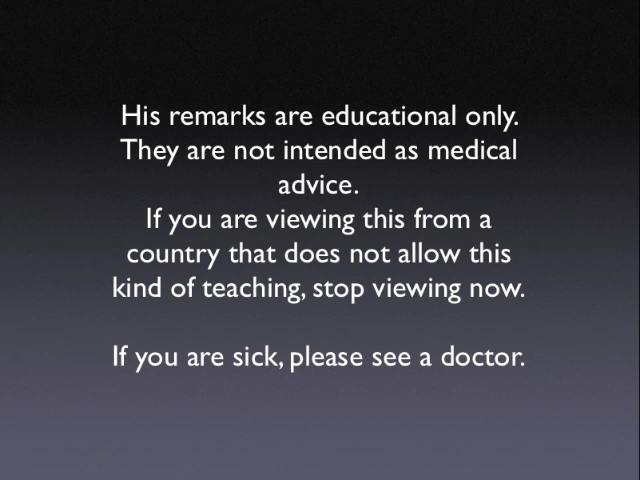 His remarks are educational only.
They are not intended as medical
advice.
If you are viewing this from a
country that does not allow this
kind of teaching, stop viewing now.
If you are sick, please see a doctor.